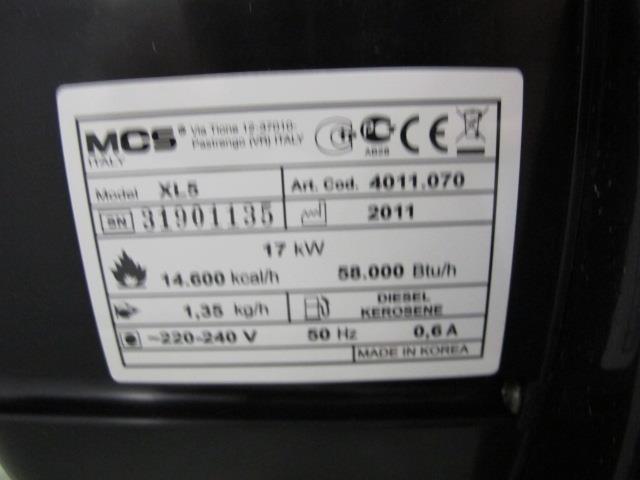 MCS® Via Tione 12-37010-
Pastrengo (VR) ITALY
ITALY
AB28
Model XL5 Art. Cod. 4011.070
SN 31901135 2011
17 kW
14.600 kcal/h 58.000 Btu/h
1,35 kg/h DIESEL
KEROSENE
~220-240 V 50 Hz 0,6 A
MADE IN KOREA